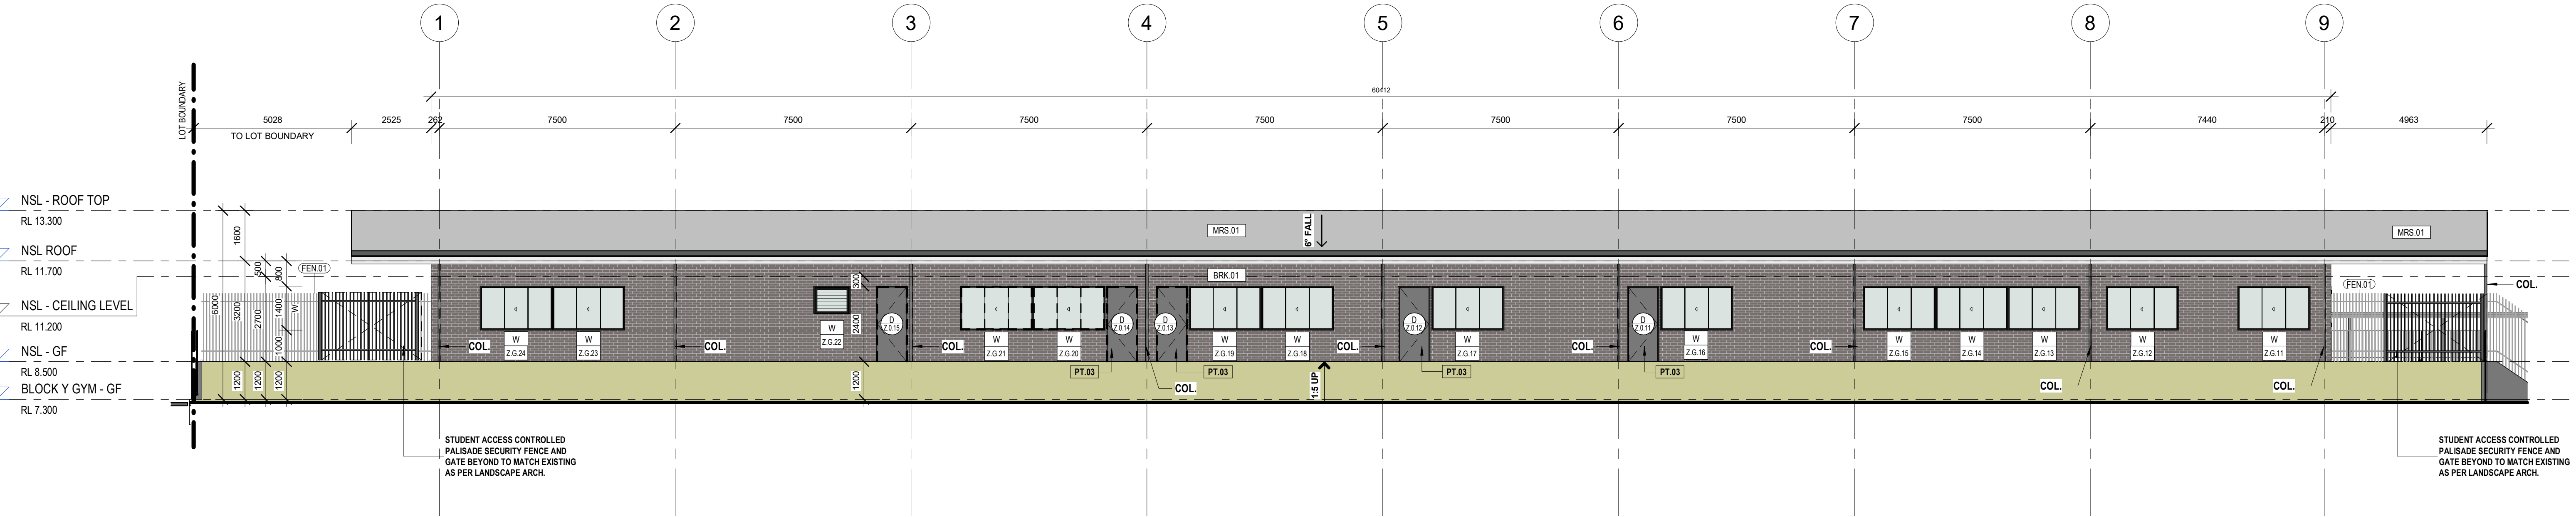 1
2
3
4
5
6
7
8
9
LOT BOUNDARY
60412
5028
TO LOT BOUNDARY
2525
262
7500
7500
7500
7500
7500
7500
7500
7440
210
4963
NSL - ROOF TOP
RL 13.300
NSL ROOF
RL 11.700
NSL - CEILING LEVEL
RL 11.200
NSL - GF
RL 8.500
BLOCK Y GYM - GF
RL 7.300
6000
1600
3200
500
2700
800
1400
W
1000
1200
1200
1200
FEN.01
MRS.01
6° FALL
MRS.01
BRK.01
300
2400
1200
FEN.01
COL.
D
Z.0.15
D
Z.0.14
D
Z.0.13
D
Z.0.12
D
Z.0.11
COL.
W
Z.G.24
W
Z.G.23
COL.
W
Z.G.22
COL.
W
Z.G.21
W
Z.G.20
W
Z.G.19
W
Z.G.18
COL.
W
Z.G.17
COL.
W
Z.G.16
COL.
W
Z.G.15
W
Z.G.14
W
Z.G.13
W
Z.G.12
W
Z.G.11
PT.03
PT.03
PT.03
PT.03
COL.
1:5 UP
COL.
COL.
STUDENT ACCESS CONTROLLED
PALISADE SECURITY FENCE AND
GATE BEYOND TO MATCH EXISTING
AS PER LANDSCAPE ARCH.
STUDENT ACCESS CONTROLLED
PALISADE SECURITY FENCE AND
GATE BEYOND TO MATCH EXISTING
AS PER LANDSCAPE ARCH.